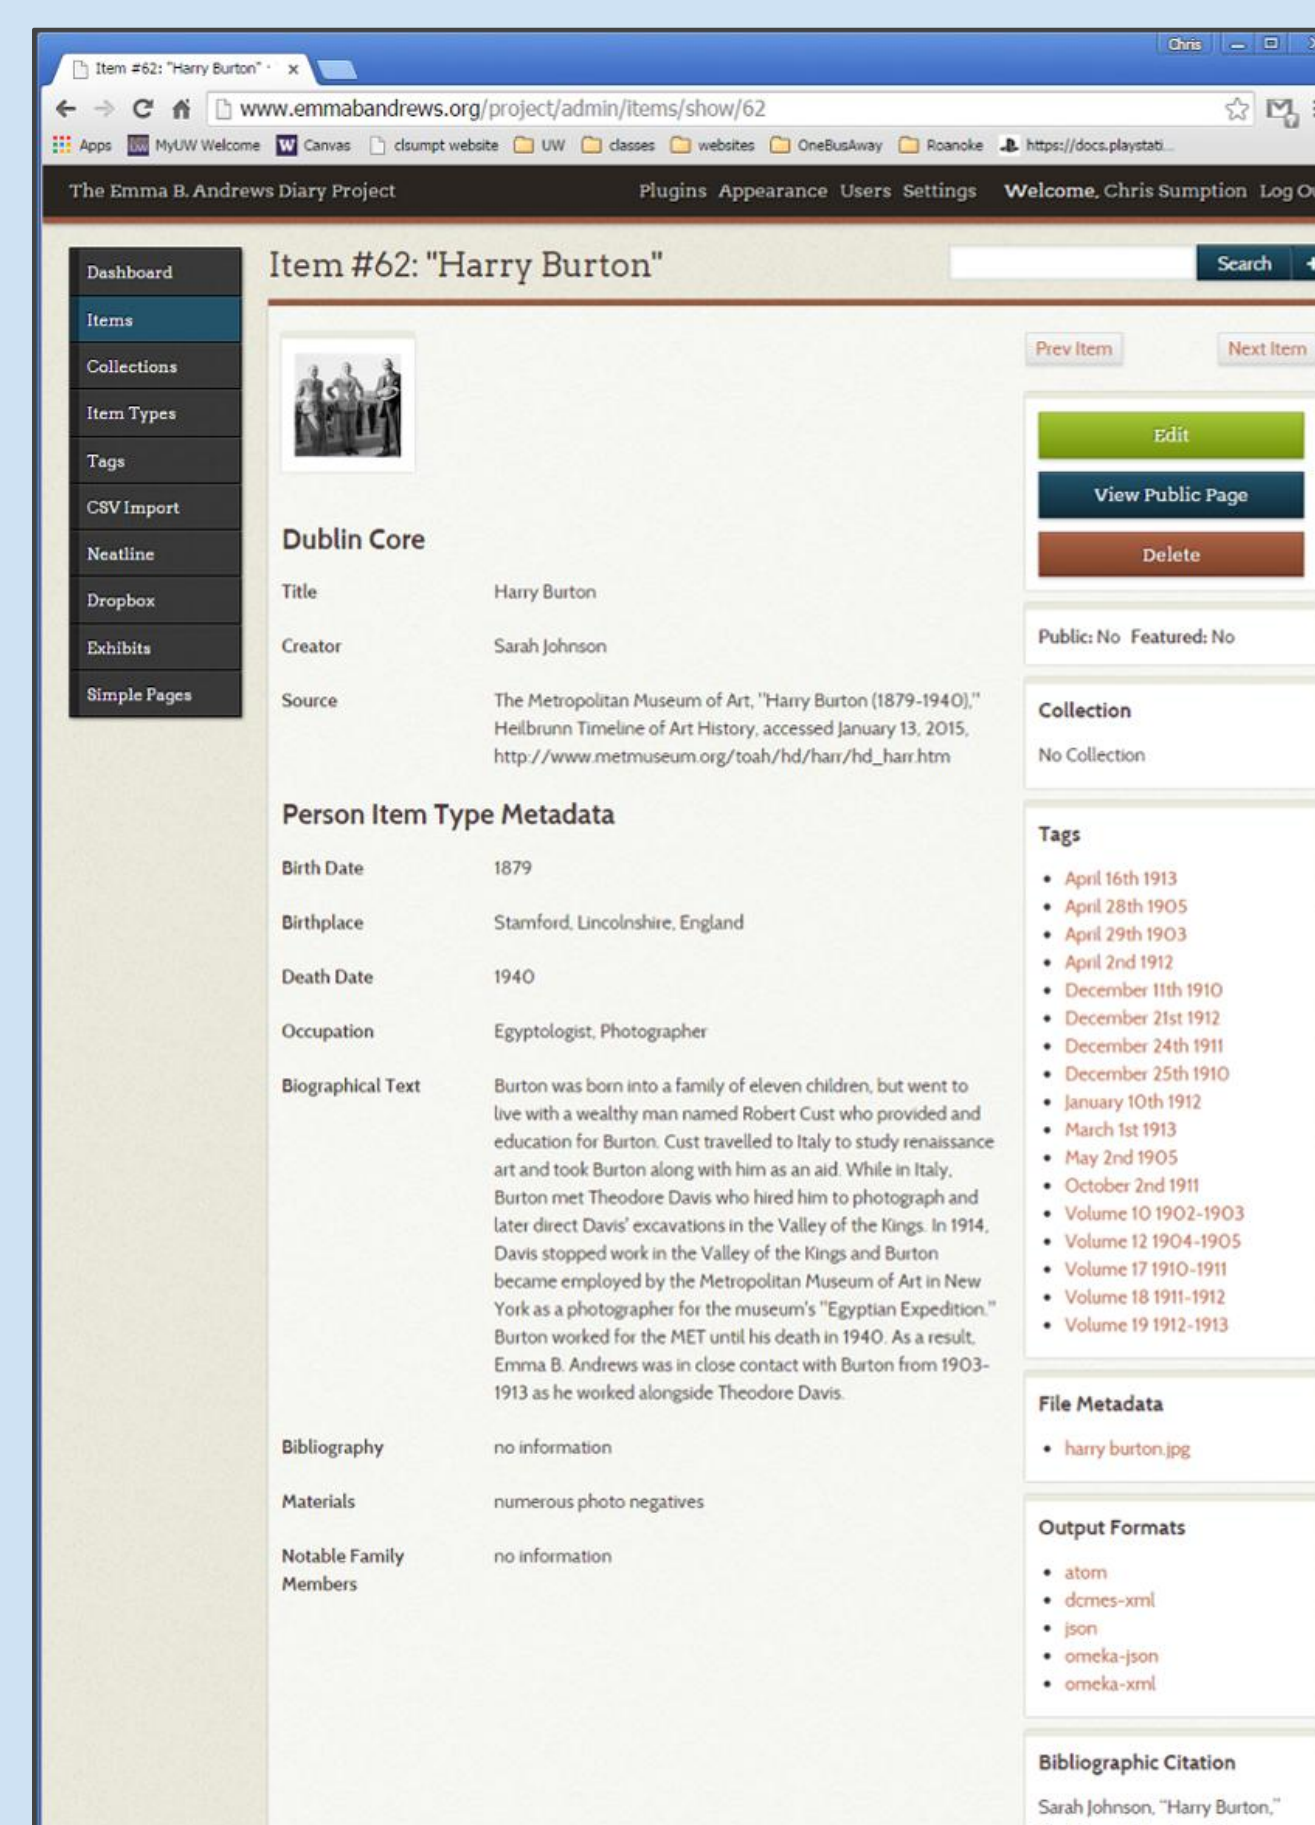 Chris
Item #62: "Harry Burton" ·
www.emmabandrews.org/project/admin/items/show/62
Apps MyUW Welcome Canvas clsumpt website UW classes websites OneBusAway Roanoke https://docs.playstati...
The Emma B. Andrews Diary Project Plugins Appearance Users Settings Welcome, Chris Sumption Log Ou
Dashboard
Items
Collections
Item Types
Tags
CSV Import
Neatline
Dropbox
Exhibits
Simple Pages
Item #62: "Harry Burton"
Search +
Dublin Core
Title Harry Burton
Creator Sarah Johnson
Source The Metropolitan Museum of Art, "Harry Burton (1879-1940),"
Heilbrunn Timeline of Art History, accessed January 13, 2015,
http://www.metmuseum.org/toah/hd/harr/hd_harr.htm
Person Item Type Metadata
Birth Date 1879
Birthplace Stamford, Lincolnshire, England
Death Date 1940
Occupation Egyptologist, Photographer
Biographical Text Burton was born into a family of eleven children, but went to
live with a wealthy man named Robert Cust who provided and
education for Burton. Cust travelled to Italy to study renaissance
art and took Burton along with him as an aid. While in Italy,
Burton met Theodore Davis who hired him to photograph and
later direct Davis' excavations in the Valley of the Kings. In 1914,
Davis stopped work in the Valley of the Kings and Burton
became employed by the Metropolitan Museum of Art in New
York as a photographer for the museum's "Egyptian Expedition."
Burton worked for the MET until his death in 1940. As a result,
Emma B. Andrews was in close contact with Burton from 1903-
1913 as he worked alongside Theodore Davis.
Bibliography no information
Materials numerous photo negatives
Notable Family no information
Members
Prev Item Next Item
Edit
View Public Page
Delete
Public: No Featured: No
Collection
No Collection
Tags
April 16th 1913
April 28th 1905
April 29th 1903
April 2nd 1912
December 11th 1910
December 21st 1912
December 24th 1911
December 25th 1910
January 10th 1912
March 1st 1913
May 2nd 1905
October 2nd 1911
Volume 10 1902-1903
Volume 12 1904-1905
Volume 17 1910-1911
Volume 18 1911-1912
Volume 19 1912-1913
File Metadata
harry burton.jpg
Output Formats
atom
dcmes-xml
json
omeka-json
omeka-xml
Bibliographic Citation
Sarah Johnson, "Harry Burton,"